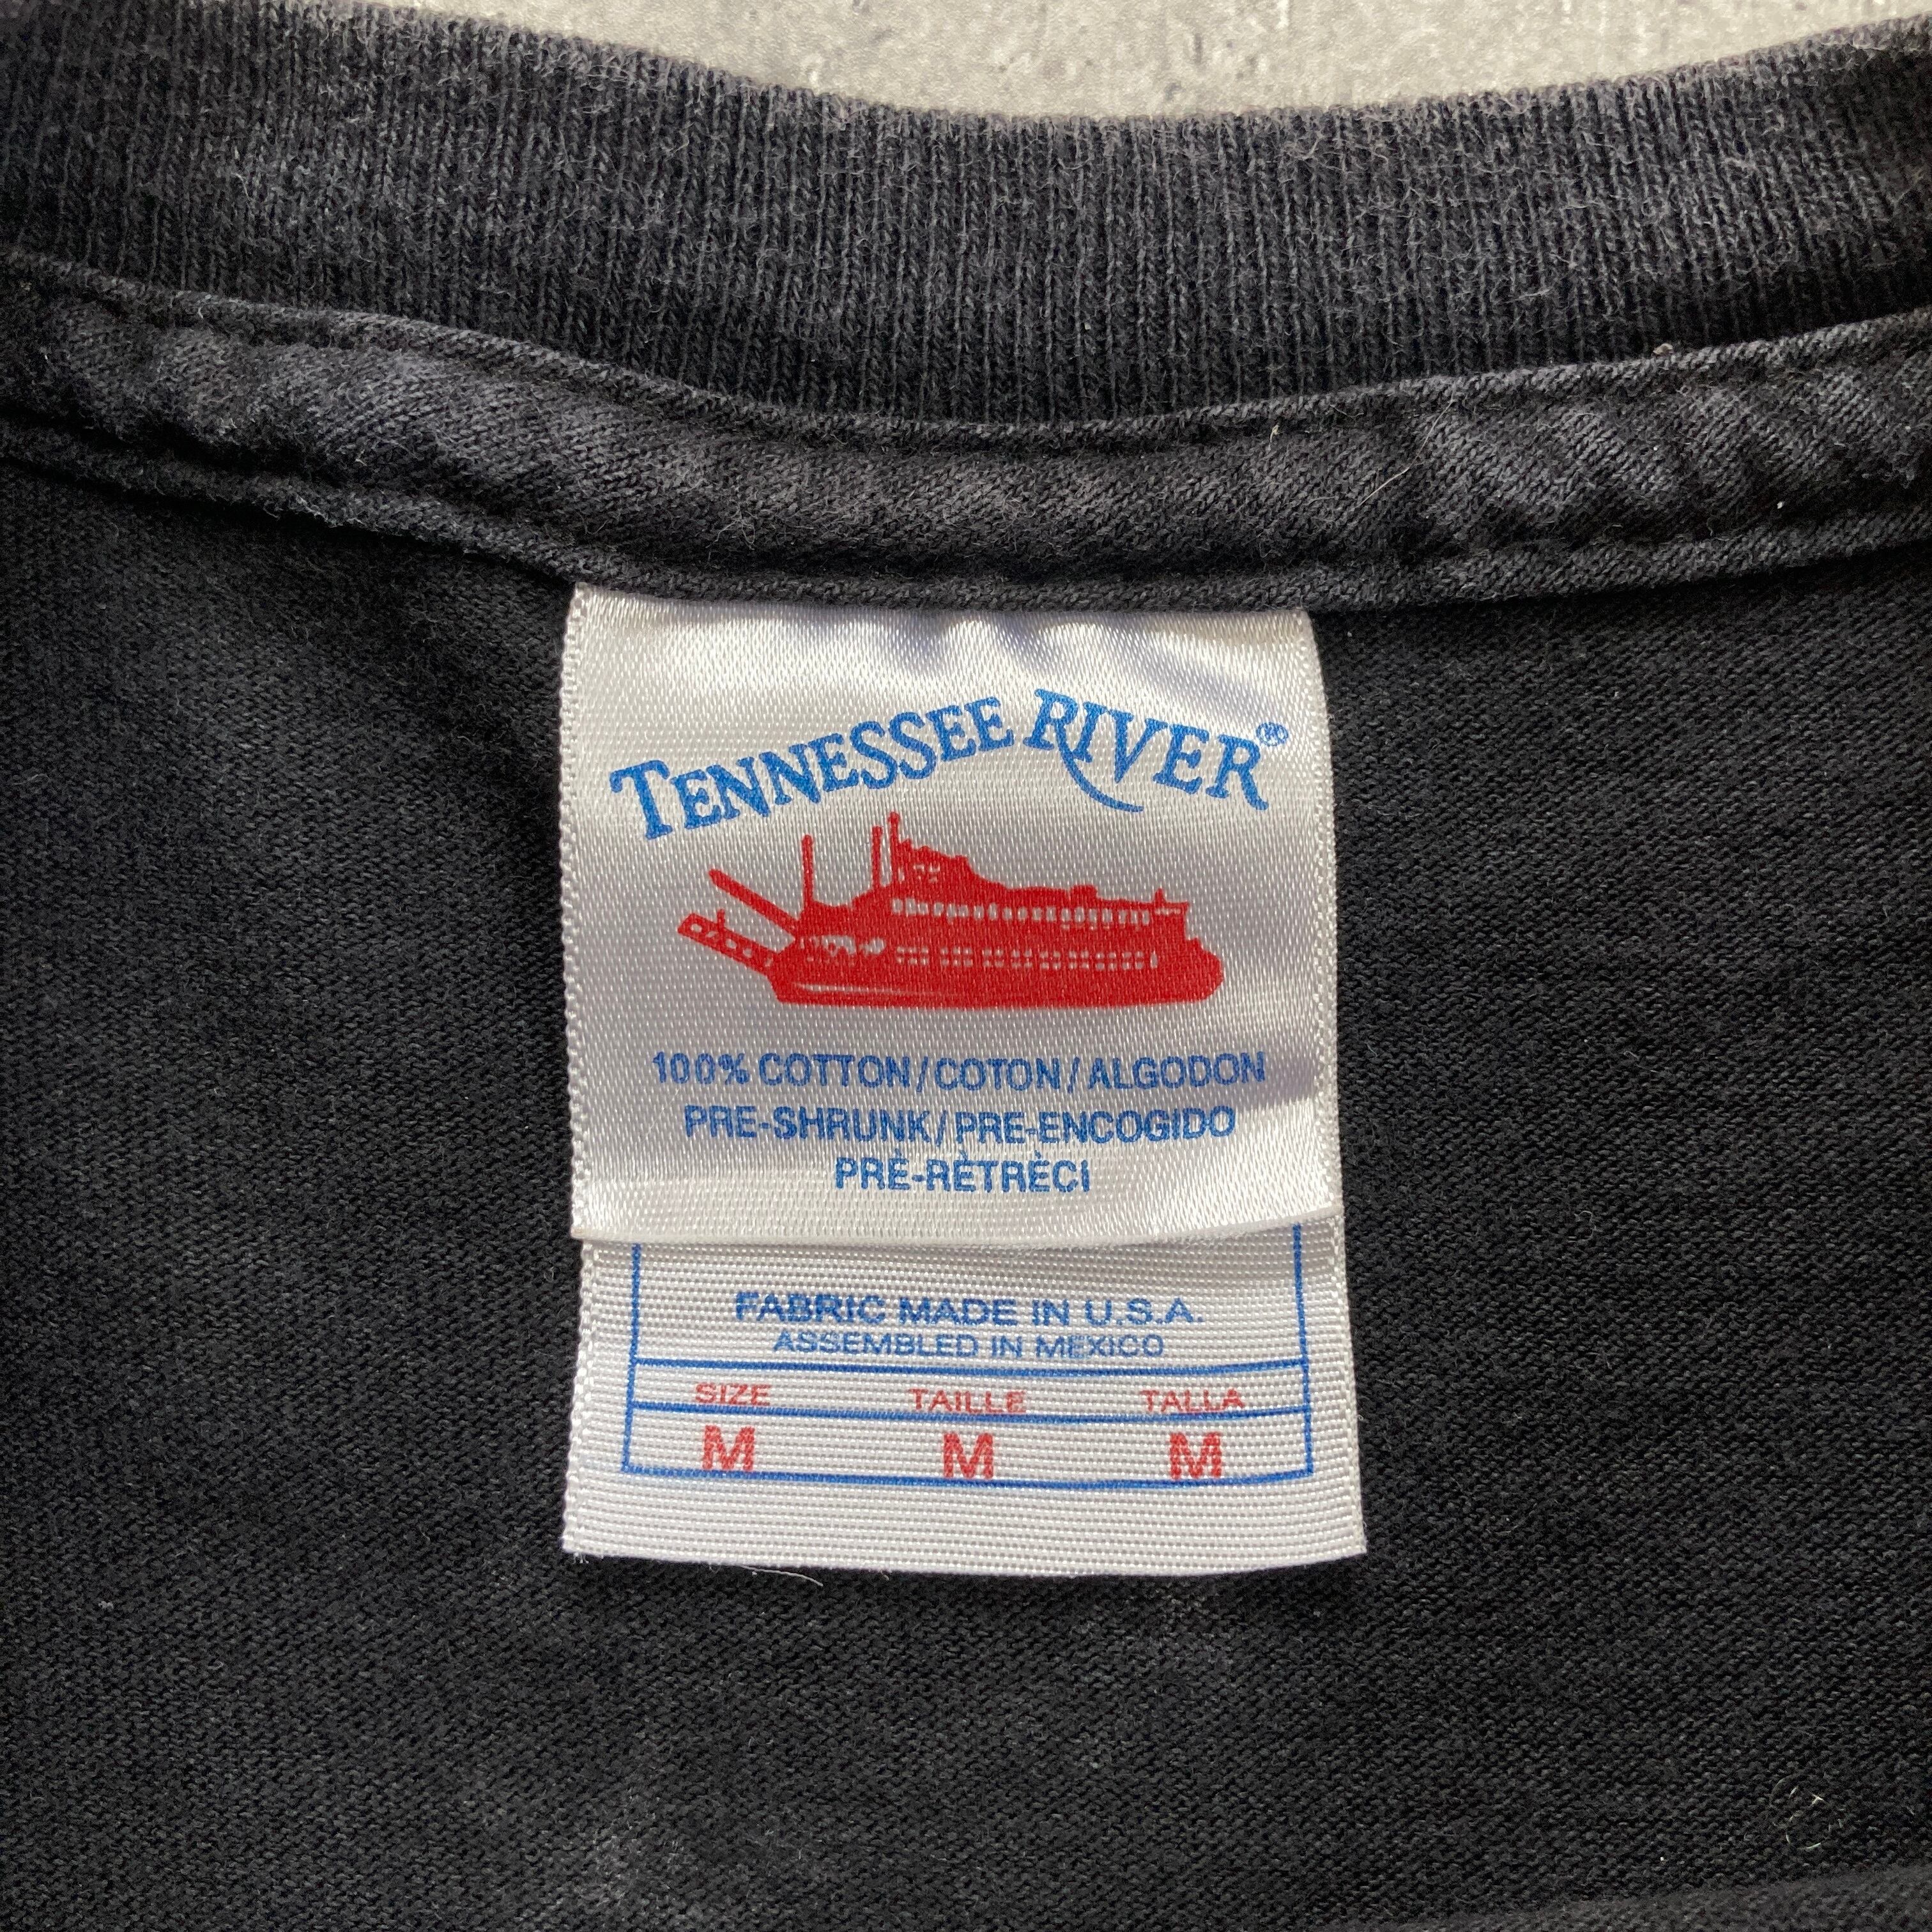 TENNESSEE RIVER®
100% COTTON/COTON/ALGODON
PRE-SHRUNK/PRE-ENCOGIDO
PRÈ-RÈTRÈCI
FABRIC MADE IN U.S.A.
ASSEMBLED IN MEXICO
SIZE TAILLE TALLA
M M M